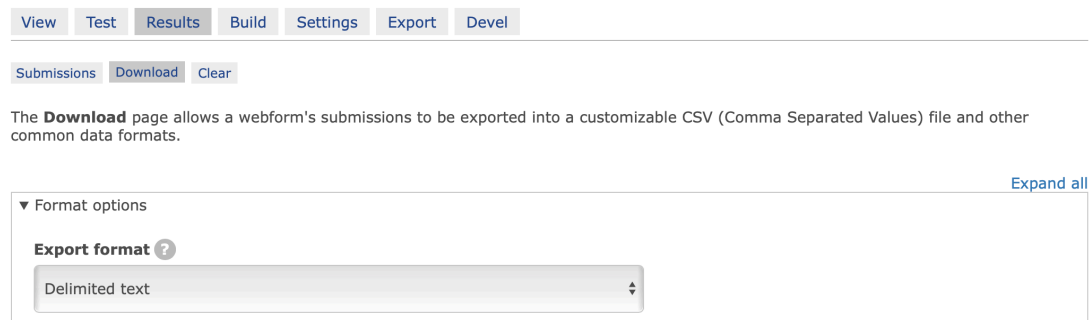 View Test Results Build Settings Export Devel
Submissions Download Clear
The Download page allows a webform's submissions to be exported into a customizable CSV (Comma Separated Values) file and other
common data formats.
Expand all
▼ Format options
Export format ?
Delimited text